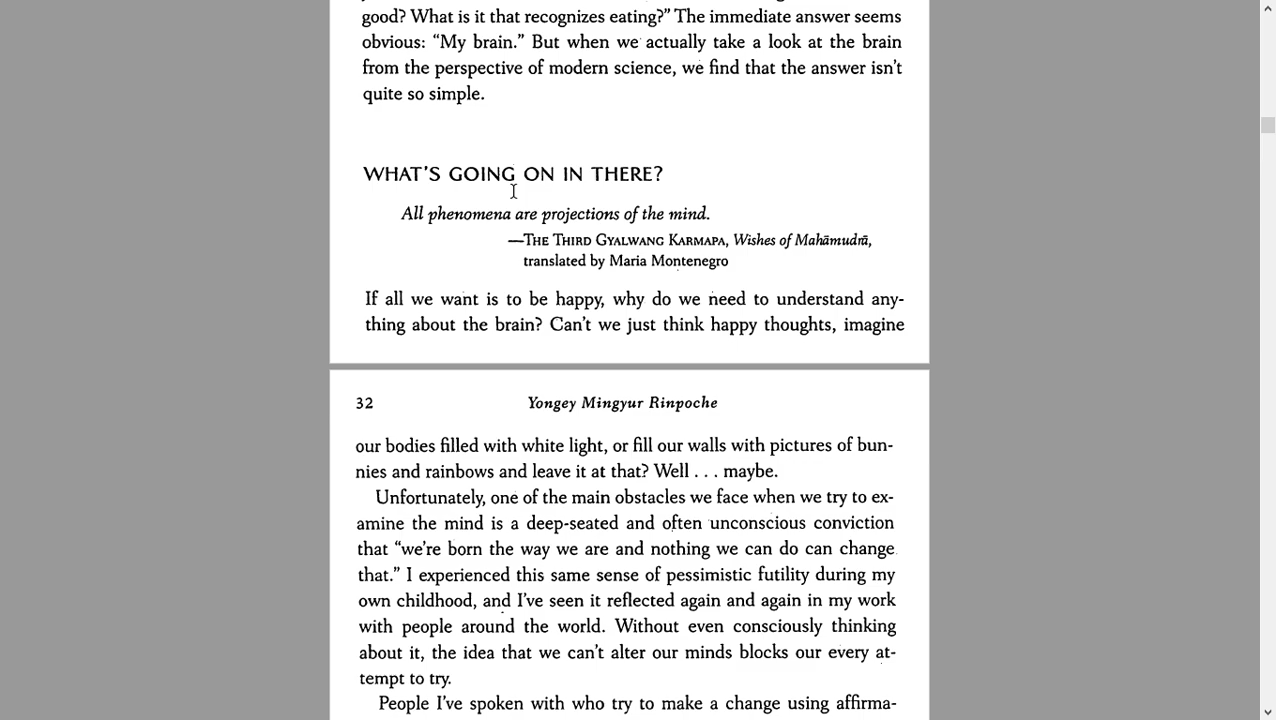 good? What is it that recognizes eating?” The immediate answer seems
obvious: “My brain.” But when we actually take a look at the brain
from the perspective of modern science, we find that the answer isn’t
quite so simple.
WHAT’S GOING ON IN THERE?
All phenomena are projections of the mind.
—THE THIRD GYALWANG KARMAPA, Wishes of Mahāmudrā,
translated by Maria Montenegro
If all we want is to be happy, why do we need to understand any-
thing about the brain? Can’t we just think happy thoughts, imagine
32 Yongey Mingyur Rinpoche
our bodies filled with white light, or fill our walls with pictures of bun-
nies and rainbows and leave it at that? Well . . . maybe.
Unfortunately, one of the main obstacles we face when we try to ex-
amine the mind is a deep-seated and often unconscious conviction
that “we’re born the way we are and nothing we can do can change
that.” I experienced this same sense of pessimistic futility during my
own childhood, and I’ve seen it reflected again and again in my work
with people around the world. Without even consciously thinking
about it, the idea that we can’t alter our minds blocks our every at-
tempt to try.
People I’ve spoken with who try to make a change using affirma-